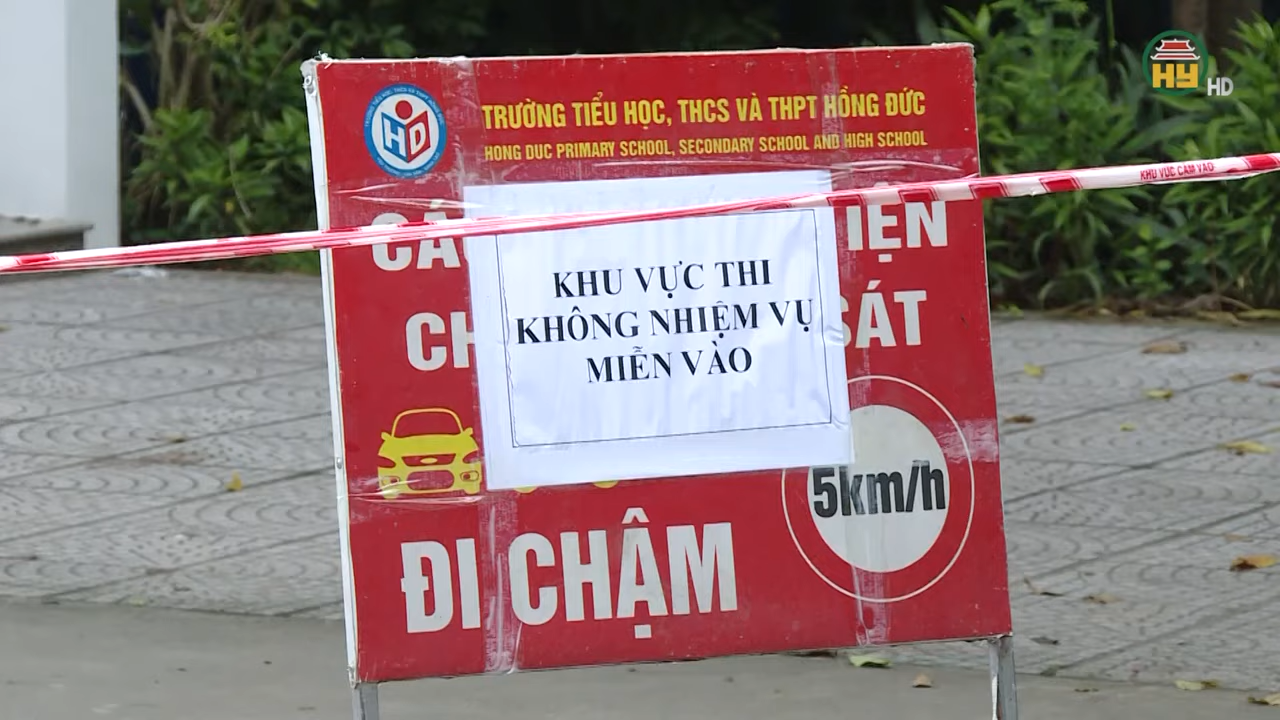 HY HD
HD
TRƯỜNG TIỂU HỌC, THCS VÀ THPT HỒNG ĐỨC
HONG DUC PRIMARY SCHOOL, SECONDARY SCHOOL AND HIGH SCHOOL
KHU VỰC CẤM VÀO
KHU VỰC THI
KHÔNG NHIỆM VỤ
MIỄN VÀO
5km/h
ĐI CHẬM